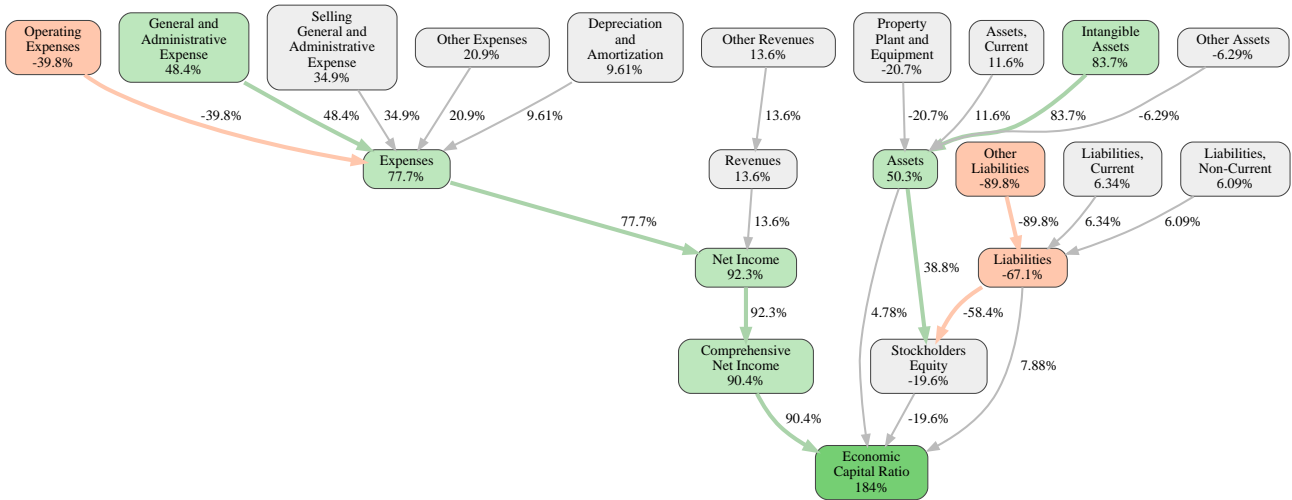 Operating
Expenses
-39.8%
General and
Administrative
Expense
48.4%
Selling
General and
Administrative
Expense
34.9%
Other Expenses
20.9%
Depreciation
and
Amortization
9.61%
Other Revenues
13.6%
Property
Plant and
Equipment
-20.7%
Assets,
Current
11.6%
Intangible
Assets
83.7%
Other Assets
-6.29%
-39.8%
48.4%
34.9%
20.9%
9.61%
13.6%
-20.7%
11.6%
83.7%
-6.29%
Expenses
77.7%
Revenues
13.6%
Assets
50.3%
Other
Liabilities
-89.8%
Liabilities,
Current
6.34%
Liabilities,
Non-Current
6.09%
77.7%
13.6%
-89.8%
6.34%
6.09%
Net Income
92.3%
38.8%
Liabilities
-67.1%
92.3%
4.78%
-58.4%
Comprehensive
Net Income
90.4%
Stockholders
Equity
-19.6%
7.88%
90.4%
-19.6%
Economic
Capital Ratio
184%